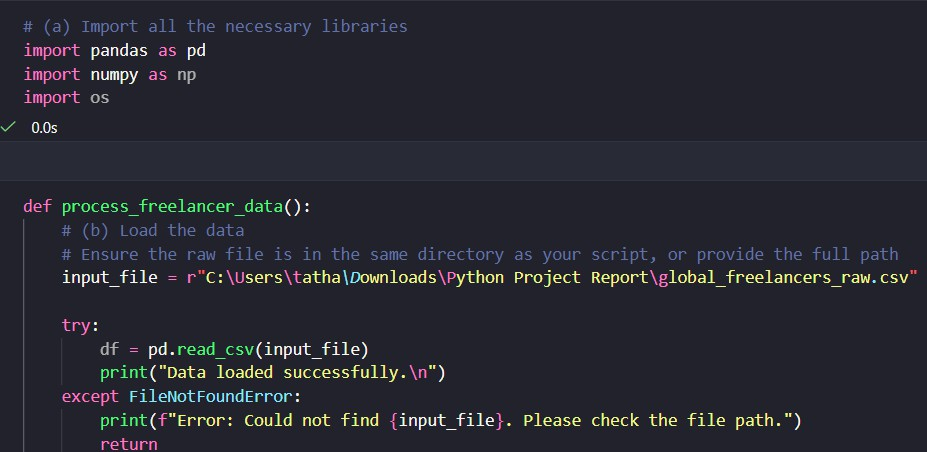 # (a) Import all the necessary libraries
import pandas as pd
import numpy as np
import os
0.0s
def process_freelancer_data():
    # (b) Load the data
    # Ensure the raw file is in the same directory as your script, or provide the full path
    input_file = r"C:\Users\tatha\Downloads\Python Project Report\global_freelancers_raw.csv"
    try:
        df = pd.read_csv(input_file)
        print("Data loaded successfully.\n")
    except FileNotFoundError:
        print(f"Error: Could not find {input_file}. Please check the file path.")
        return